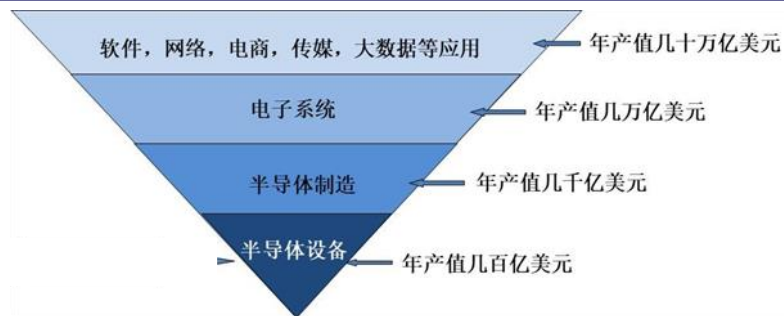 软件，网络，电商，传媒，大数据等应用
年产值几十万亿美元
电子系统
年产值几万亿美元
半导体制造
年产值几千亿美元
半导体设备
年产值几百亿美元